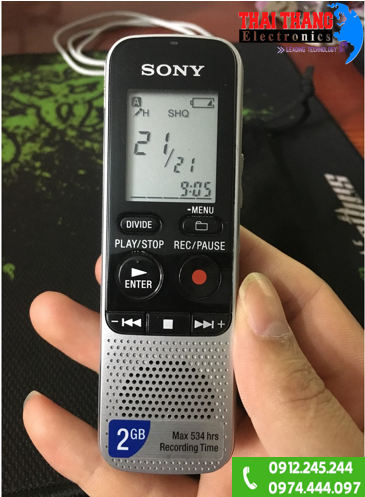 THAI THANG
Electronics
LEADING TECHNOLOGY
SONY
A
H SHQ
21/21
9:05
MENU
DIVIDE
PLAY/STOP REC/PAUSE
ENTER
− +
2GB
Max 534 hrs
Recording Time
0912.245.244
0974.444.097